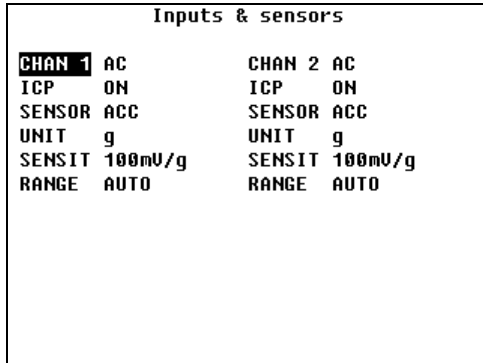 Inputs & sensors
CHAN 1 AC CHAN 2 AC
ICP ON ICP ON
SENSOR ACC SENSOR ACC
UNIT g UNIT g
SENSIT 100mV/g SENSIT 100mV/g
RANGE AUTO RANGE AUTO